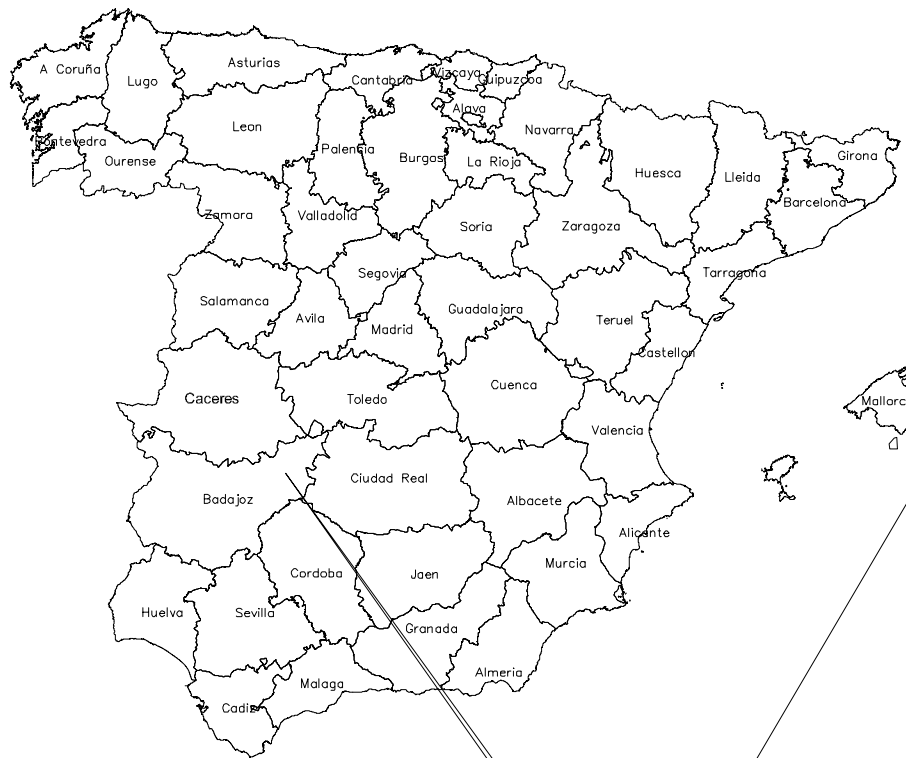 A Coruña
Lugo
Asturias
Cantabria
Vizcaya
Guipuzcoa
Alava
Navarra
Pontevedra
Ourense
Leon
Palencia
Burgos
La Rioja
Huesca
Lleida
Girona
Barcelona
Zamora
Valladolid
Soria
Zaragoza
Tarragona
Segovia
Salamanca
Avila
Madrid
Guadalajara
Teruel
Castellon
Caceres
Toledo
Cuenca
Valencia
Mallorc
Badajoz
Ciudad Real
Albacete
Alicante
Cordoba
Jaen
Murcia
Huelva
Sevilla
Granada
Almeria
Malaga
Cadiz